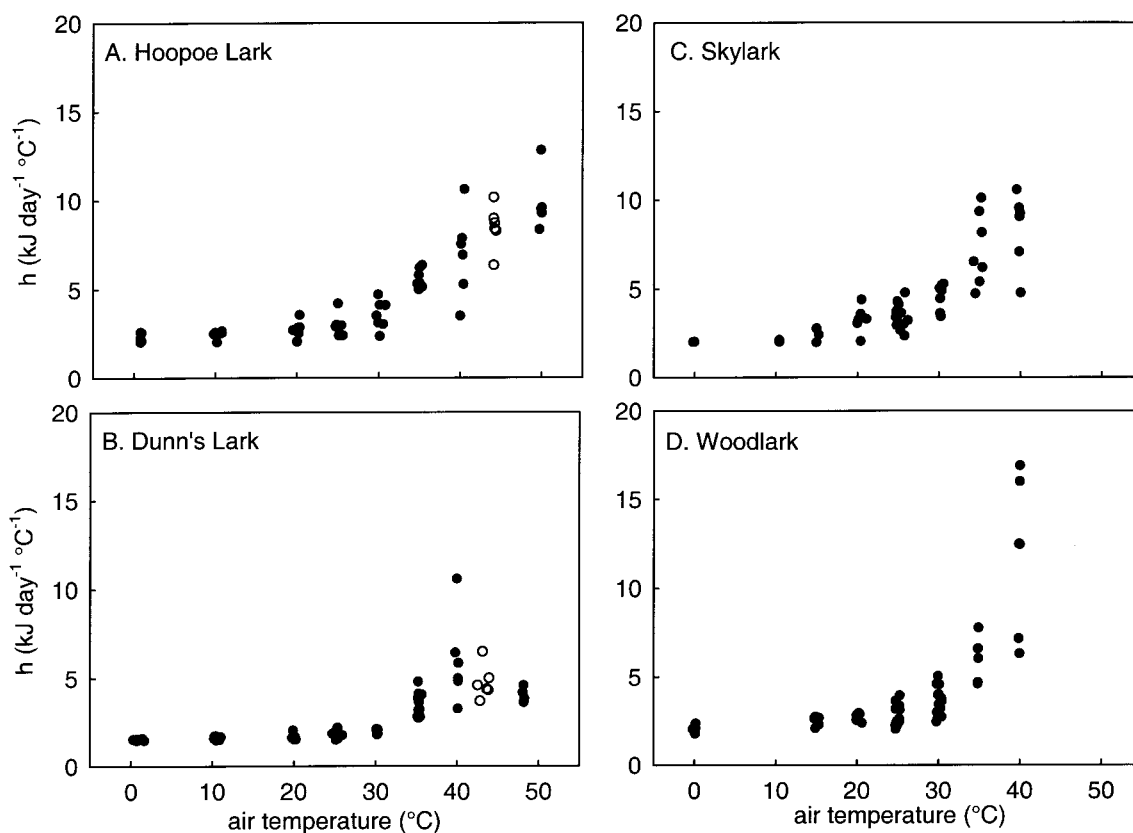 A. Hoopoe Lark
20
15
10
5
0
h (kJ day-1 °C-1)
C. Skylark
20
15
10
5
0
B. Dunn's Lark
20
15
10
5
0
h (kJ day-1 °C-1)
0 10 20 30 40 50
air temperature (°C)
D. Woodlark
20
15
10
5
0
0 10 20 30 40 50
air temperature (°C)